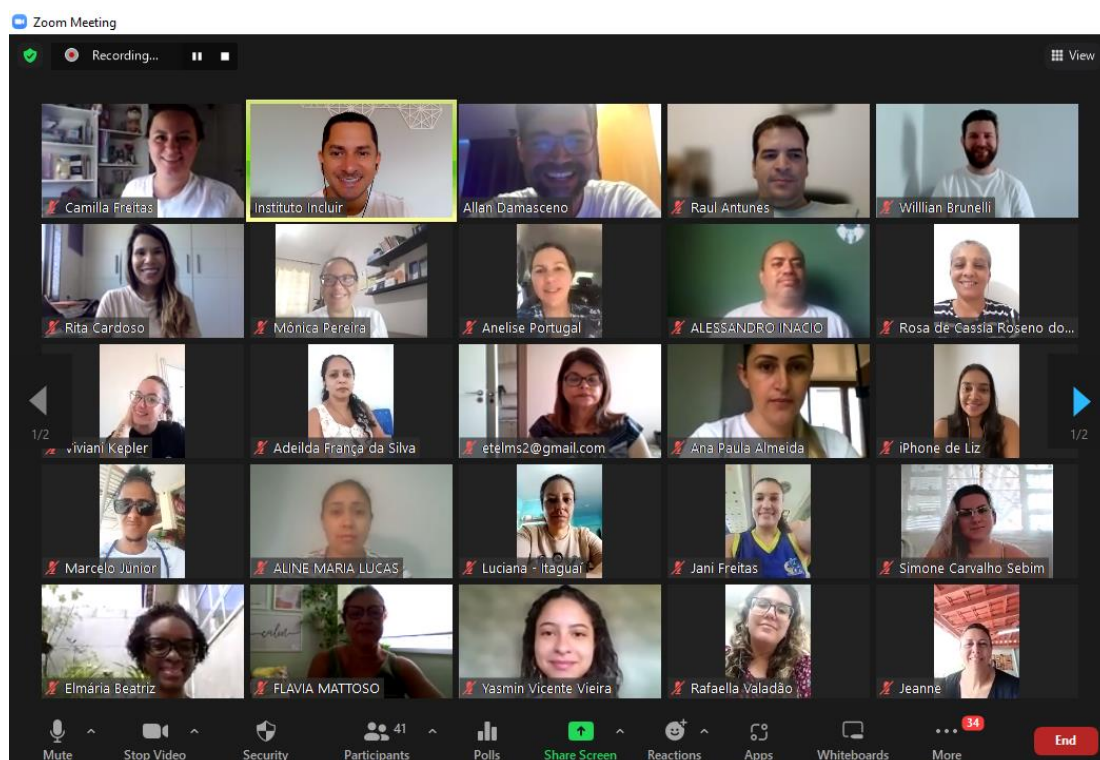 Zoom Meeting
Recording...
View
Camilla Freitas
Instituto Incluir
Allan Damasceno
Raul Antunes
Willlian Brunelli
Rita Cardoso
Mônica Pereira
Anelise Portugal
ALESSANDRO INACIO
Rosa de Cassia Roseno do...
1/2
Viviani Kepler
Adeilda França da Silva
etelms2@gmail.com
Ana Paula Almeida
iPhone de Liz
1/2
Marcelo Júnior
ALINE MARIA LUCAS
Luciana - Itaguaí
Jani Freitas
Simone Carvalho Sebim
Elmária Beatriz
FLAVIA MATTOSO
Yasmin Vicente Vieira
Rafaella Valadão
Jeanne
41
34
Mute
Stop Video
Security
Participants
Polls
Share Screen
Reactions
Apps
Whiteboards
More
End